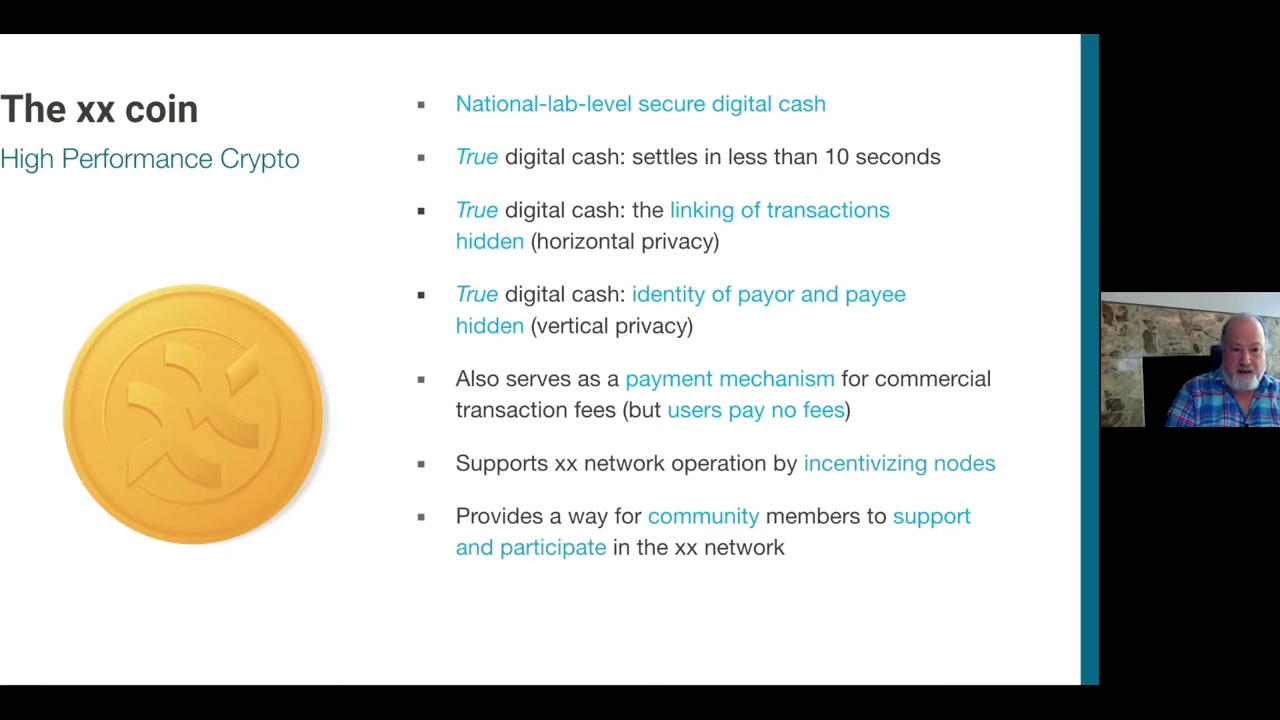 The xx coin
High Performance Crypto
▪ National-lab-level secure digital cash
▪ True digital cash: settles in less than 10 seconds
▪ True digital cash: the linking of transactions
hidden (horizontal privacy)
▪ True digital cash: identity of payor and payee
hidden (vertical privacy)
▪ Also serves as a payment mechanism for commercial
transaction fees (but users pay no fees)
▪ Supports xx network operation by incentivizing nodes
▪ Provides a way for community members to support
and participate in the xx network